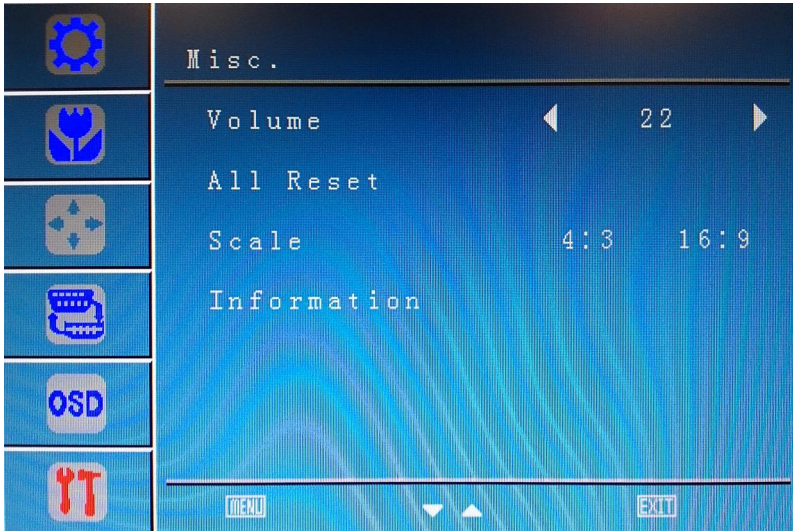 Misc.
Volume 22
All Reset
Scale 4:3 16:9
Information
OSD
MENU EXIT